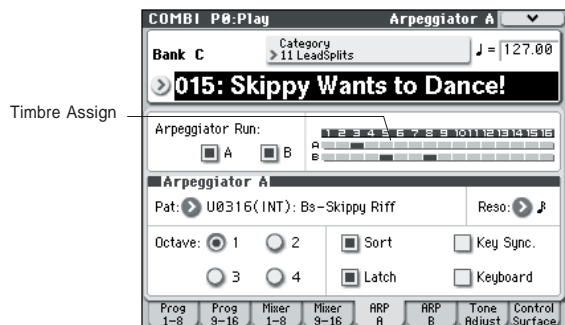 COMBI P0:Play Arpeggiator A
Bank C
Category
11 LeadSplits
♩ = 127.00
015: Skippy Wants to Dance!
Timbre Assign
Arpeggiator Run:
A B
1 2 3 4 5 6 7 8 9 10 11 12 13 14 15 16
A
B
Arpeggiator A
Pat: U0316(INT): Bs-Skippy Riff Reso: ♪
Octave: 1 2 Sort Key Sync.
3 4 Latch Keyboard
Prog 1-8 Prog 9-16 Mixer 1-8 Mixer 9-16 ARP A ARP B Tone Adjust Control Surface